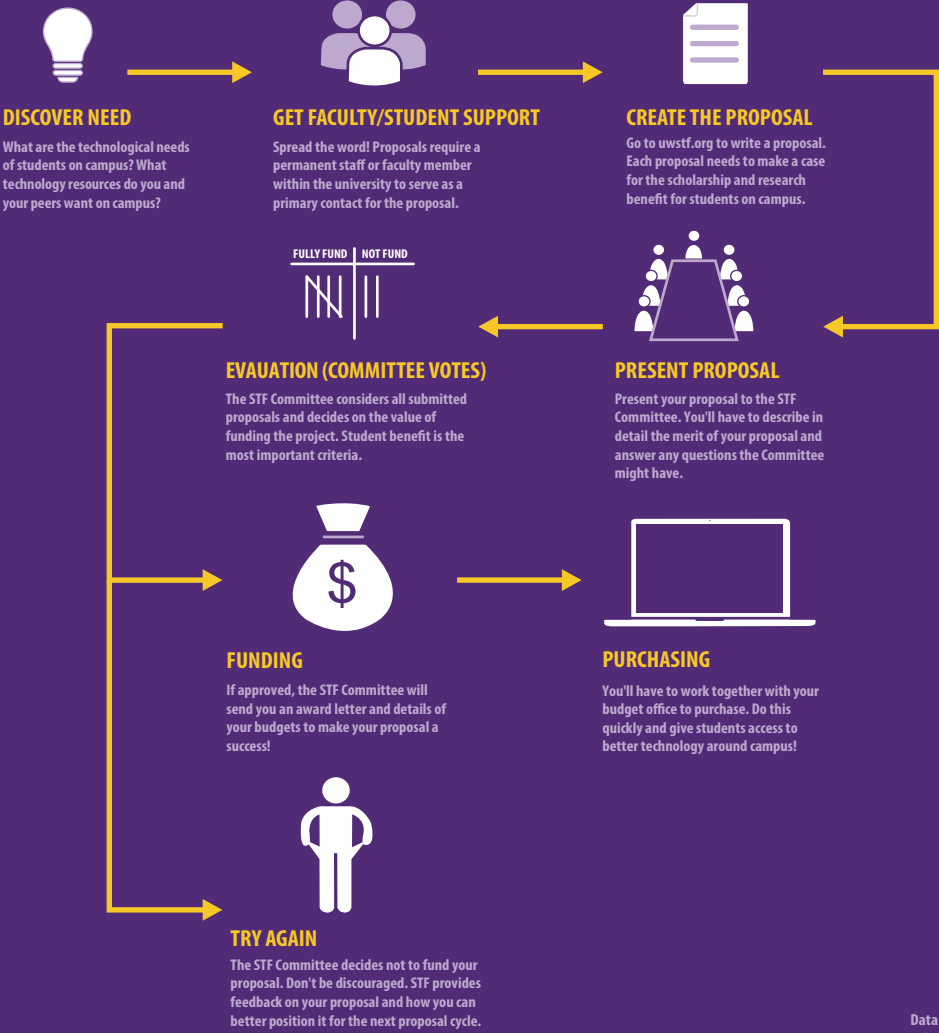 DISCOVER NEED
What are the technological needs
of students on campus? What
technology resources do you and
your peers want on campus?
GET FACULTY/STUDENT SUPPORT
Spread the word! Proposals require a
permanent staff or faculty member
within the university to serve as a
primary contact for the proposal.
CREATE THE PROPOSAL
Go to uwstf.org to write a proposal.
Each proposal needs to make a case
for the scholarship and research
benefit for students on campus.
PRESENT PROPOSAL
Present your proposal to the STF
Committee. You'll have to describe in
detail the merit of your proposal and
answer any questions the Committee
might have.
FULLY FUND NOT FUND
EVAUATION (COMMITTEE VOTES)
The STF Committee considers all submitted
proposals and decides on the value of
funding the project. Student benefit is the
most important criteria.
$
FUNDING
If approved, the STF Committee will
send you an award letter and details of
your budgets to make your proposal a
success!
PURCHASING
You'll have to work together with your
budget office to purchase. Do this
quickly and give students access to
better technology around campus!
TRY AGAIN
The STF Committee decides not to fund your
proposal. Don't be discouraged. STF provides
feedback on your proposal and how you can
better position it for the next proposal cycle.
Data